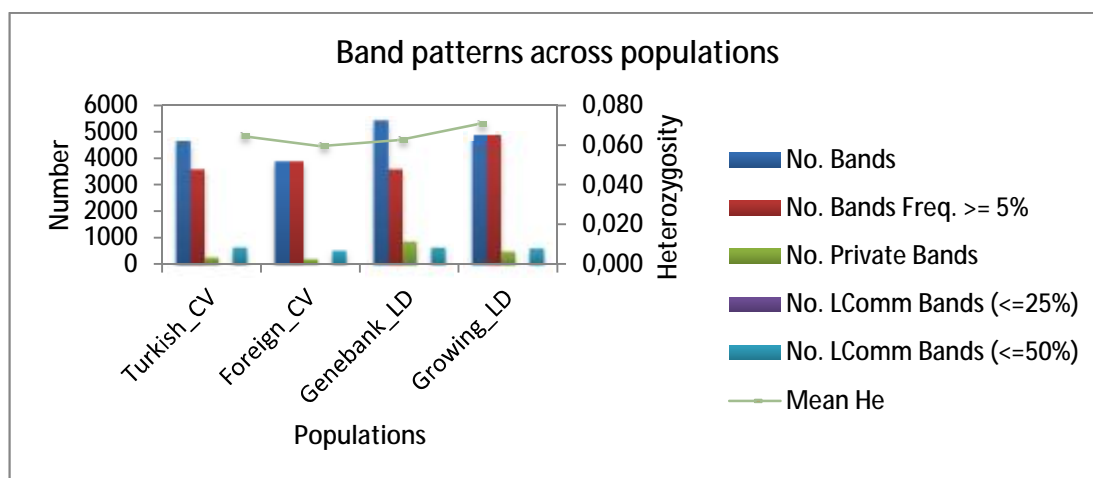 Band patterns across populations
Number
6000
5000
4000
3000
2000
1000
0
0,080
0,060
0,040
0,020
0,000
Heterozygosity
Turkish_CV
Foreign_CV
Genebank_LD
Growing_LD
Populations
No. Bands
No. Bands Freq. >= 5%
No. Private Bands
No. LComm Bands (<=25%)
No. LComm Bands (<=50%)
Mean He